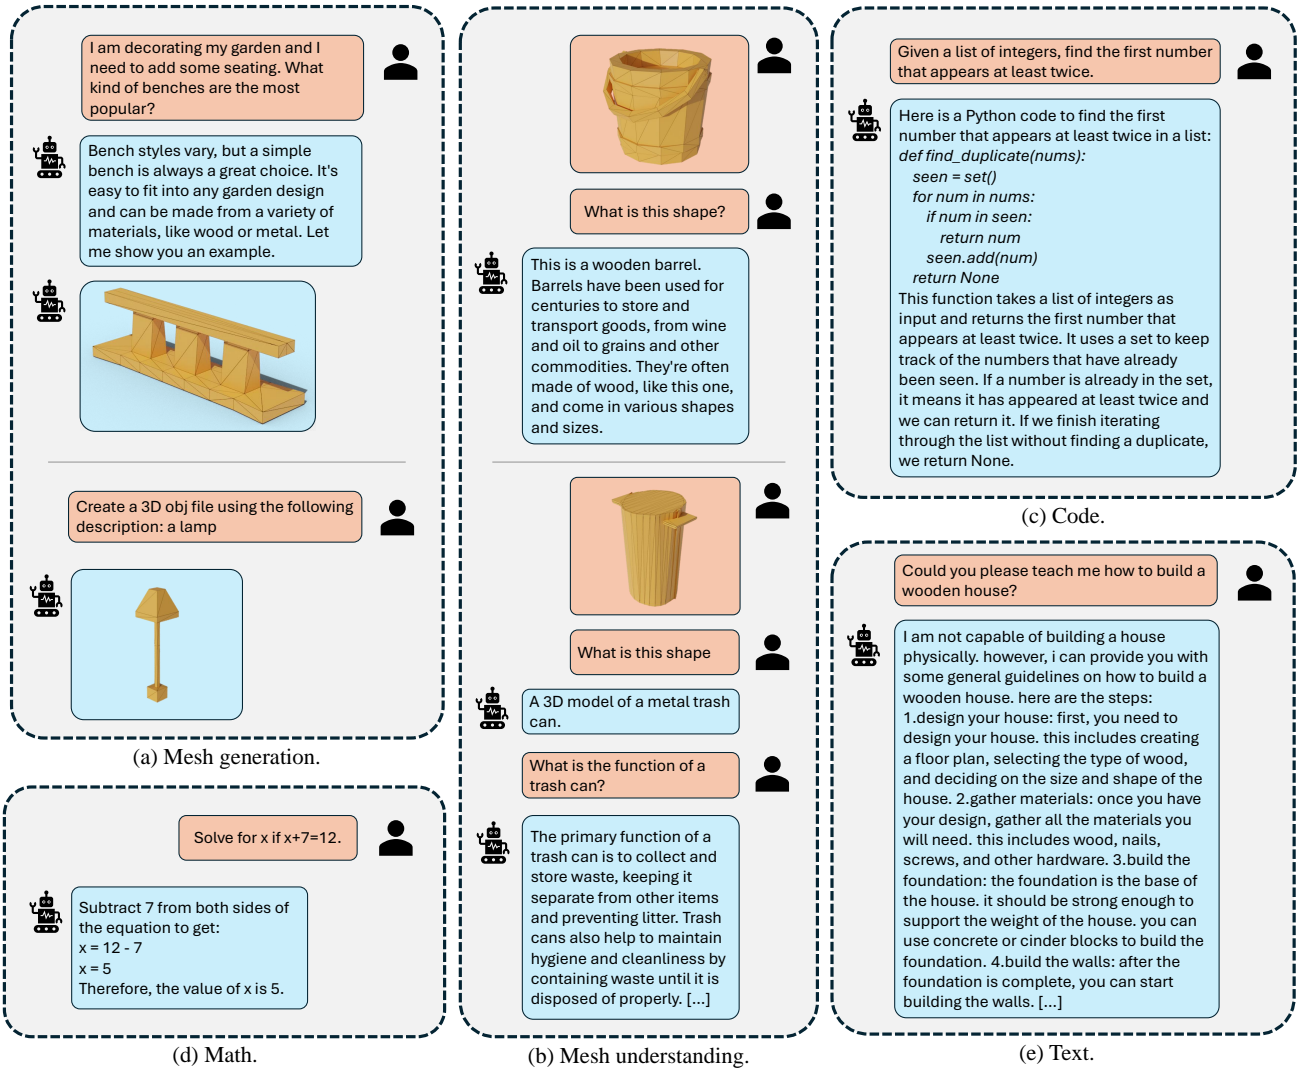 I am decorating my garden and I
need to add some seating. What
kind of benches are the most
popular?
Bench styles vary, but a simple
bench is always a great choice. It's
easy to fit into any garden design
and can be made from a variety of
materials, like wood or metal. Let
me show you an example.
Create a 3D obj file using the following
description: a lamp
(a) Mesh generation.
Solve for x if x+7=12.
Subtract 7 from both sides of
the equation to get:
x = 12 - 7
x = 5
Therefore, the value of x is 5.
(d) Math.
What is this shape?
This is a wooden barrel.
Barrels have been used for
centuries to store and
transport goods, from wine
and oil to grains and other
commodities. They're often
made of wood, like this one,
and come in various shapes
and sizes.
What is this shape
A 3D model of a metal trash
can.
What is the function of a
trash can?
The primary function of a
trash can is to collect and
store waste, keeping it
separate from other items
and preventing litter. Trash
cans also help to maintain
hygiene and cleanliness by
containing waste until it is
disposed of properly. [...]
(b) Mesh understanding.
Given a list of integers, find the first number
that appears at least twice.
Here is a Python code to find the first
number that appears at least twice in a list:
def find_duplicate(nums):
seen = set()
for num in nums:
if num in seen:
return num
seen.add(num)
return None
This function takes a list of integers as
input and returns the first number that
appears at least twice. It uses a set to keep
track of the numbers that have already
been seen. If a number is already in the set,
it means it has appeared at least twice and
we can return it. If we finish iterating
through the list without finding a duplicate,
we return None.
(c) Code.
Could you please teach me how to build a
wooden house?
I am not capable of building a house
physically. however, i can provide you with
some general guidelines on how to build a
wooden house. here are the steps:
1.design your house: first, you need to
design your house. this includes creating
a floor plan, selecting the type of wood,
and deciding on the size and shape of the
house. 2.gather materials: once you have
your design, gather all the materials you
will need. this includes wood, nails,
screws, and other hardware. 3.build the
foundation: the foundation is the base of
the house. it should be strong enough to
support the weight of the house. you can
use concrete or cinder blocks to build the
foundation. 4.build the walls: after the
foundation is complete, you can start
building the walls. [...]
(e) Text.